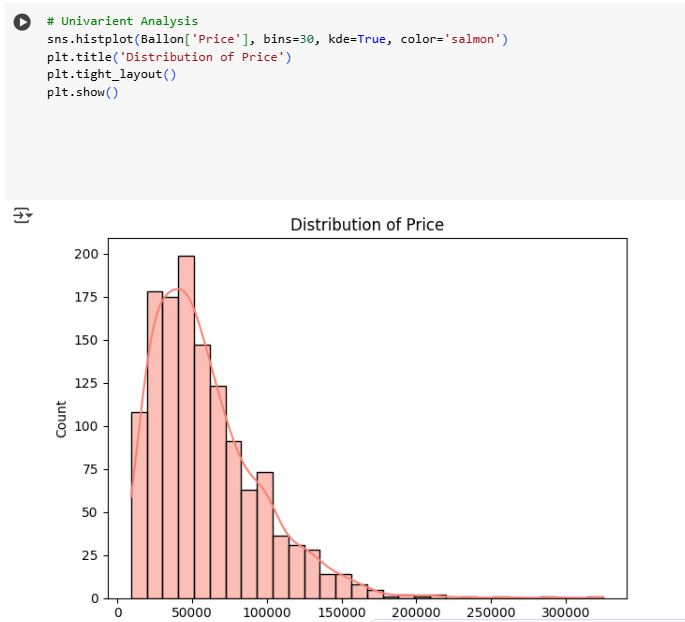 # Univarient Analysis
sns.histplot(Ballon['Price'], bins=30, kde=True, color='salmon')
plt.title('Distribution of Price')
plt.tight_layout()
plt.show()
Distribution of Price
200
175
150
125
100
75
50
25
0
Count
0 50000 100000 150000 200000 250000 300000